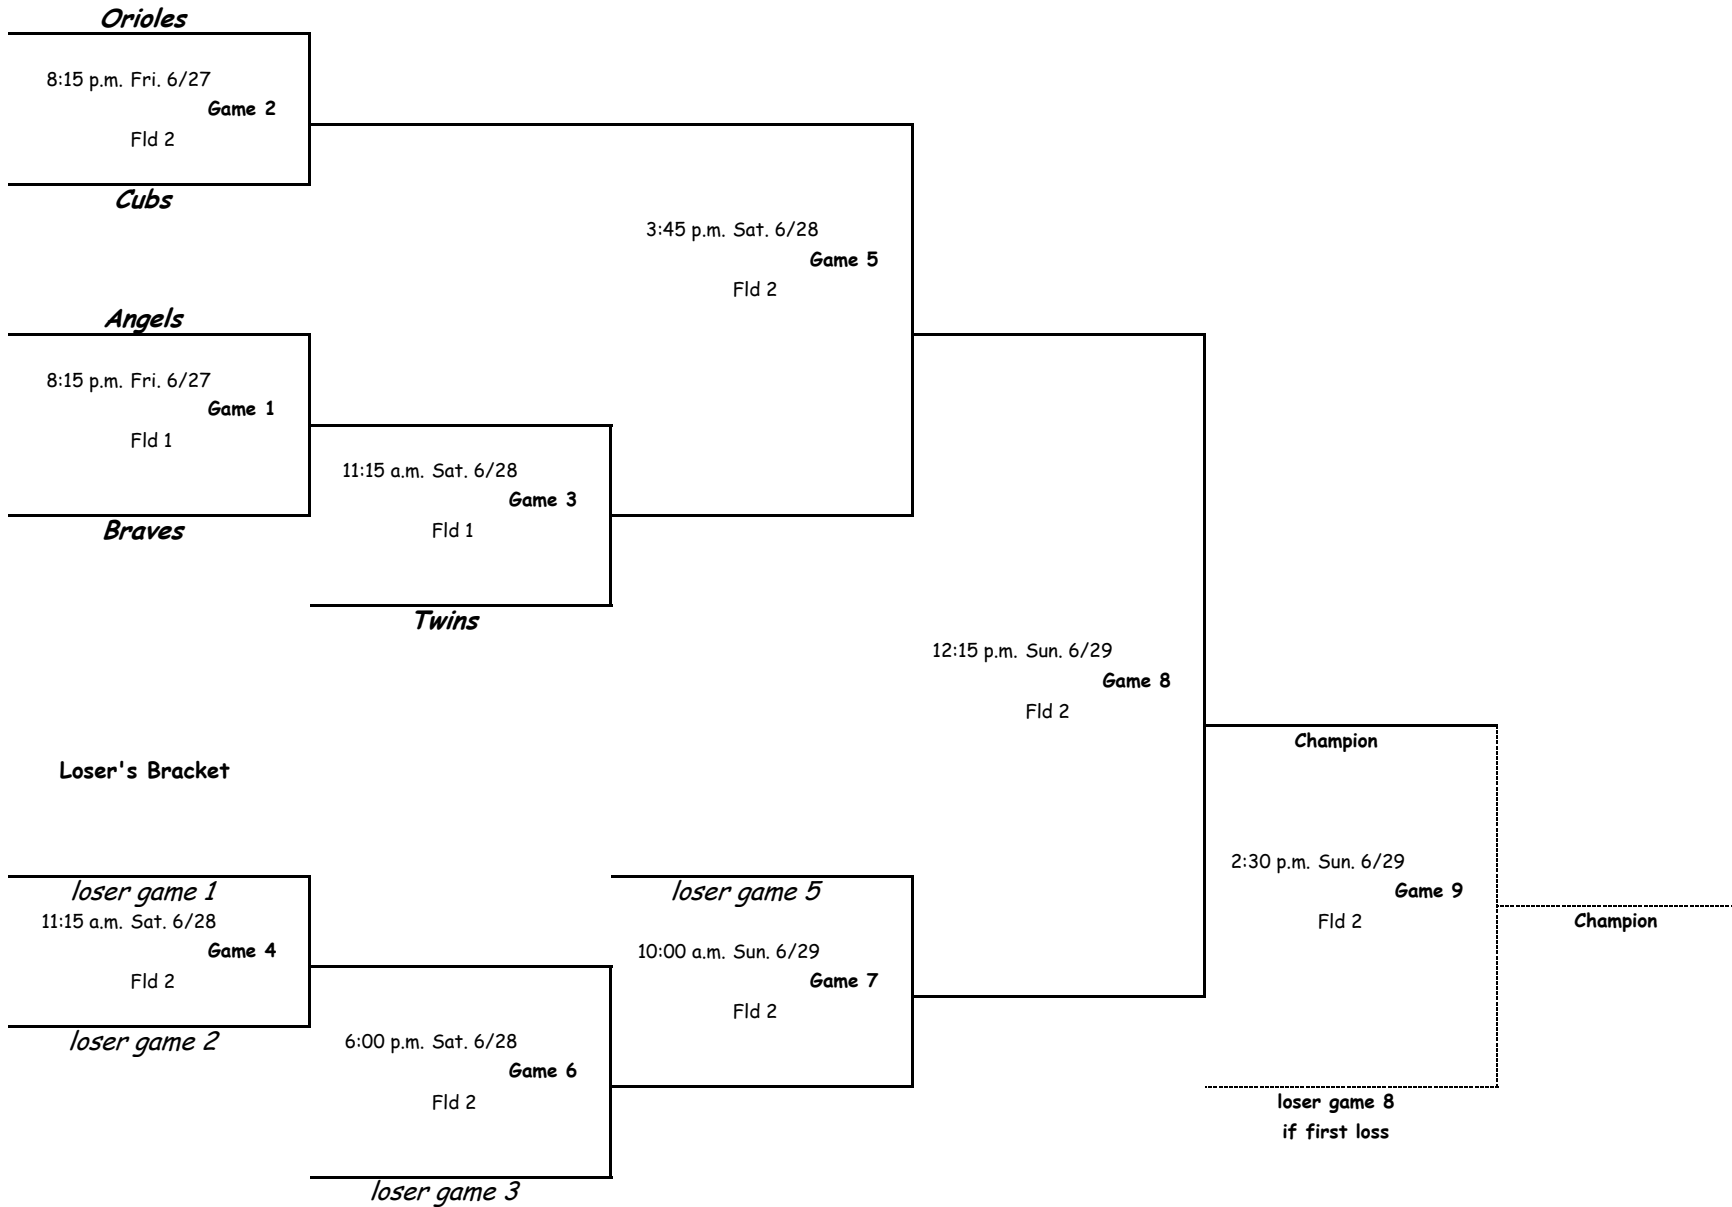 Orioles
8:15 p.m. Fri. 6/27
Game 2
Fld 2
Cubs
3:45 p.m. Sat. 6/28
Game 5
Fld 2
Angels
8:15 p.m. Fri. 6/27
Game 1
Fld 1
Braves
11:15 a.m. Sat. 6/28
Game 3
Fld 1
Twins
12:15 p.m. Sun. 6/29
Game 8
Fld 2
Champion
Loser's Bracket
loser game 1
11:15 a.m. Sat. 6/28
Game 4
Fld 2
loser game 2
loser game 5
10:00 a.m. Sun. 6/29
Game 7
Fld 2
6:00 p.m. Sat. 6/28
Game 6
Fld 2
loser game 3
2:30 p.m. Sun. 6/29
Game 9
Fld 2
Champion
loser game 8
if first loss